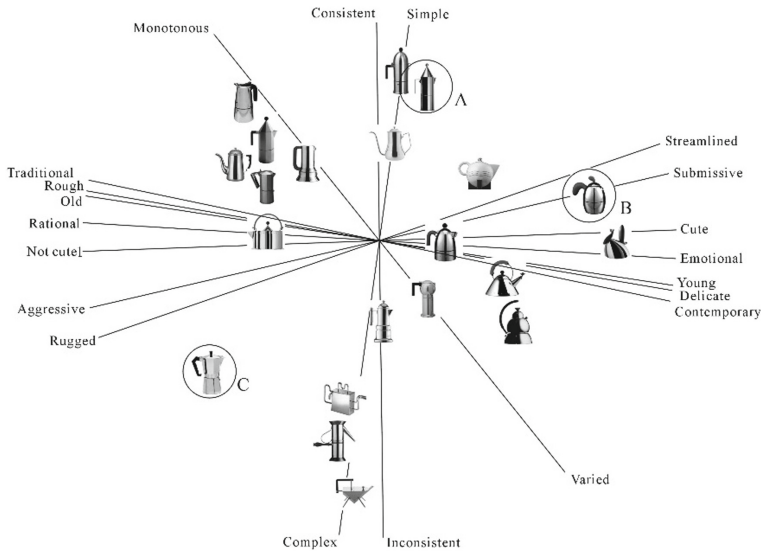 Consistent
Simple
Monotonous
A
Streamlined
Traditional
Submissive
Rough
Old
B
Rational
Cute
Not cute1
Emotional
Young
Delicate
Aggressive
Contemporary
Rugged
C
Varied
Complex
Inconsistent